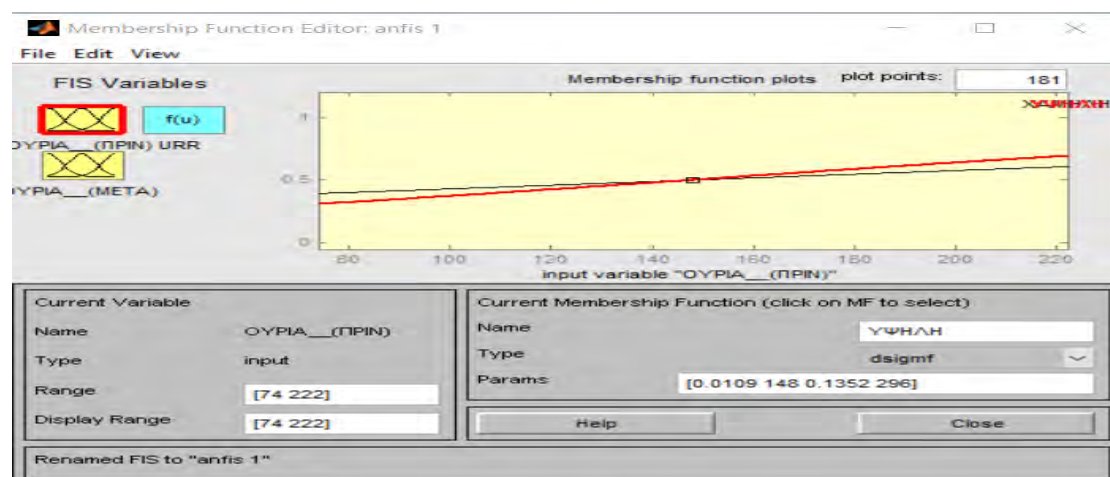 Membership Function Editor: anfis 1
File Edit View
FIS Variables
Membership function plots plot points: 181
f(u)
ΟΥΡΙΑ__(ΠΡΙΝ) URR
ΥΡΙΑ__(ΜΕΤΑ)
1
0.5
0
80 100 120 140 160 180 200 220
input variable "ΟΥΡΙΑ__(ΠΡΙΝ)"
Current Variable
Name ΟΥΡΙΑ__(ΠΡΙΝ)
Type input
Range [74 222]
Display Range [74 222]
Current Membership Function (click on MF to select)
Name ΥΨΗΛΗ
Type dsigmf
Params [0.0109 148 0.1352 296]
Help Close
Renamed FIS to "anfis 1"